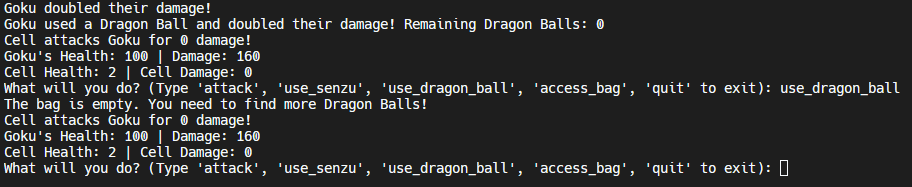 Goku doubled their damage!
Goku used a Dragon Ball and doubled their damage! Remaining Dragon Balls: 0
Cell attacks Goku for 0 damage!
Goku's Health: 100 | Damage: 160
Cell Health: 2 | Cell Damage: 0
What will you do? (Type 'attack', 'use_senzu', 'use_dragon_ball', 'access_bag', 'quit' to exit): use_dragon_ball
The bag is empty. You need to find more Dragon Balls!
Cell attacks Goku for 0 damage!
Goku's Health: 100 | Damage: 160
Cell Health: 2 | Cell Damage: 0
What will you do? (Type 'attack', 'use_senzu', 'use_dragon_ball', 'access_bag', 'quit' to exit):